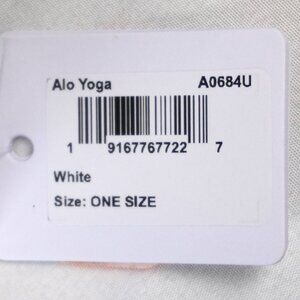 Alo Yoga A0684U
1 9167767722 7
White
Size: ONE SIZE